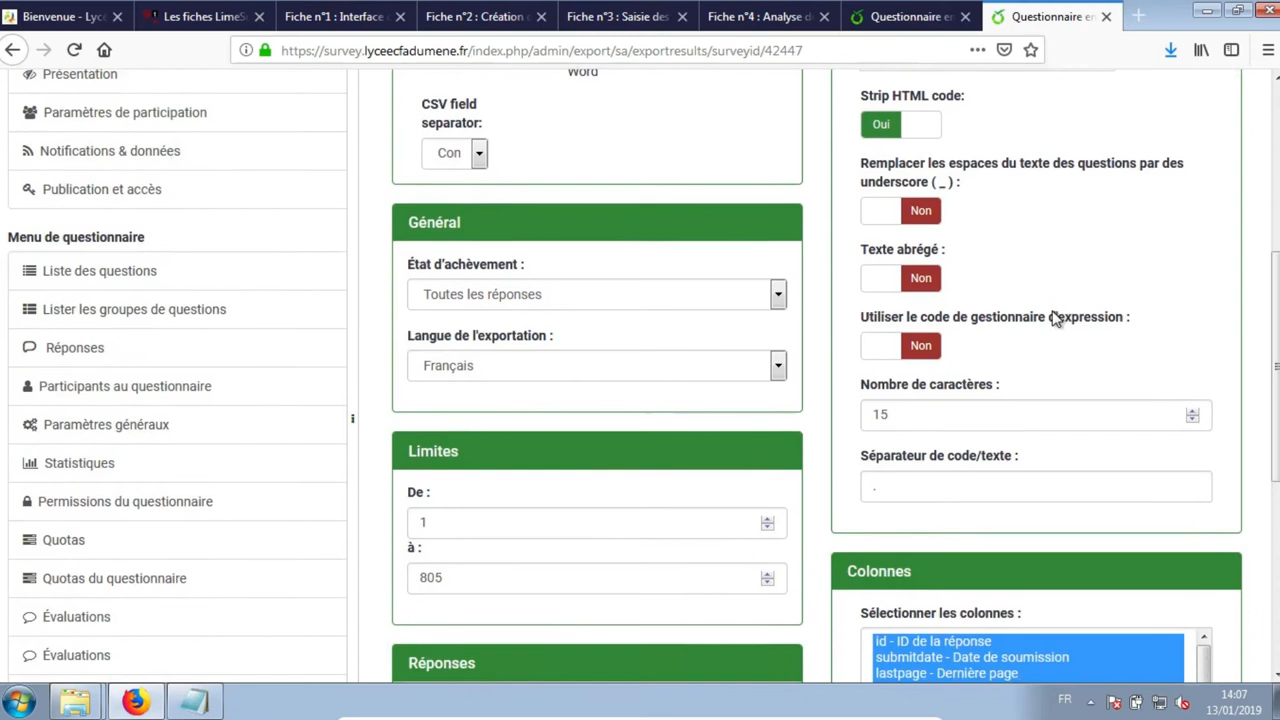 Bienvenue - Lyc
Les fiches LimeS
Fiche n°1 : Interface
Fiche n°2 : Création
Fiche n°3 : Saisie des
Fiche n°4 : Analyse d
Questionnaire en
Questionnaire en
https://survey.lyceecfadumene.fr/index.php/admin/export/sa/exportresults/surveyid/42447
Présentation
Paramètres de participation
Notifications & données
Publication et accès
Menu de questionnaire
Liste des questions
Lister les groupes de questions
Réponses
Participants au questionnaire
Paramètres généraux
Statistiques
Permissions du questionnaire
Quotas
Quotas du questionnaire
Évaluations
Évaluations
Word
CSV field
separator:
Con
Général
État d'achèvement :
Toutes les réponses
Langue de l'exportation :
Français
Limites
De :
1
à :
805
Réponses
Strip HTML code:
Oui
Remplacer les espaces du texte des questions par des
underscore ( _ ) :
Non
Texte abrégé :
Non
Utiliser le code de gestionnaire d'expression :
Non
Nombre de caractères :
15
Séparateur de code/texte :
.
Colonnes
Sélectionner les colonnes :
id - ID de la réponse
submitdate - Date de soumission
lastpage - Dernière page
FR
14:07
13/01/2019